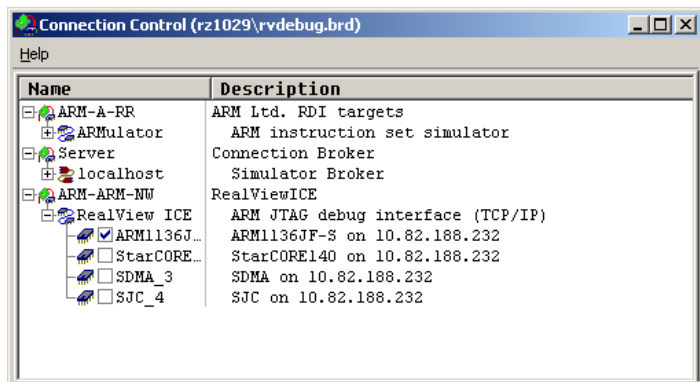 Connection Control (rz1029\rvdebug.brd)
Help
Name Description
ARM-A-RR ARM Ltd. RDI targets
ARMulator ARM instruction set simulator
Server Connection Broker
localhost Simulator Broker
ARM-ARM-NW RealViewICE
RealView ICE ARM JTAG debug interface (TCP/IP)
ARM1136J... ARM1136JF-S on 10.82.188.232
StarCORE... StarCORE140 on 10.82.188.232
SDMA_3 SDMA on 10.82.188.232
SJC_4 SJC on 10.82.188.232